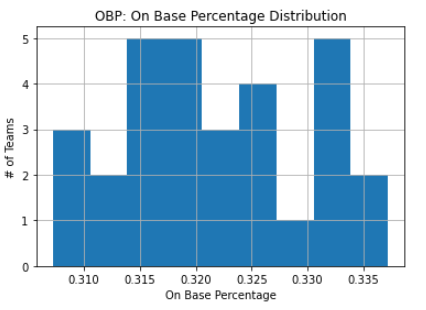 OBP: On Base Percentage Distribution
# of Teams
5
4
3
2
1
0
0.310 0.315 0.320 0.325 0.330 0.335
On Base Percentage